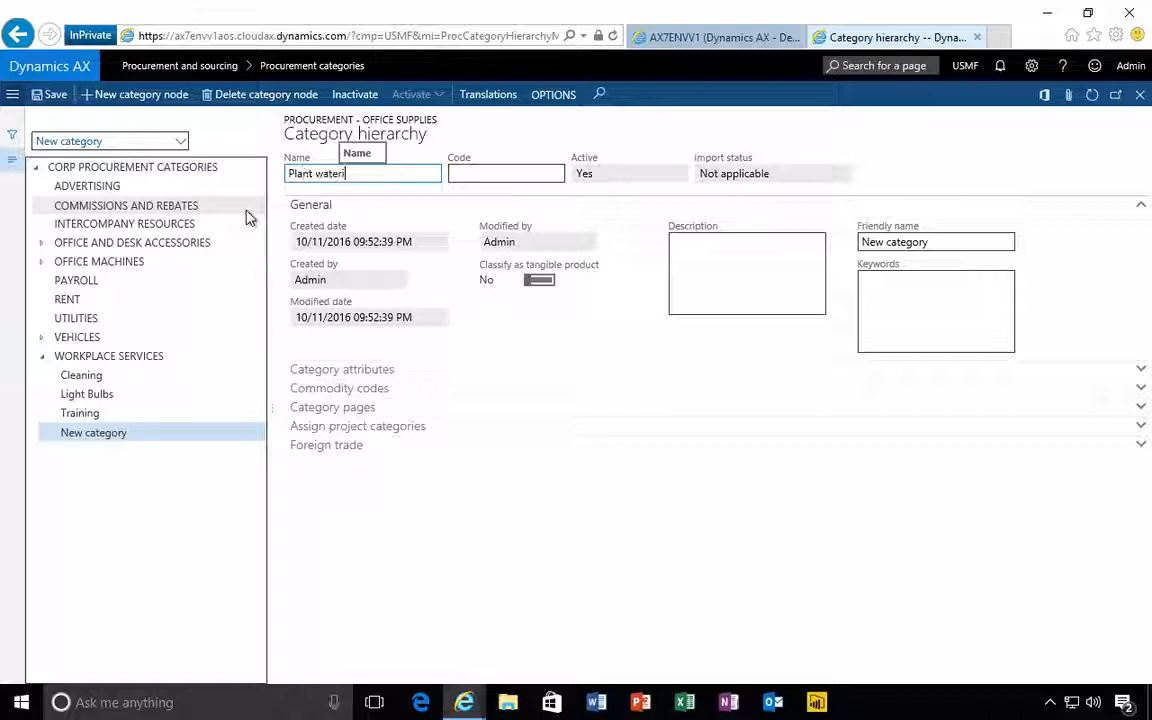 InPrivate
https://ax7envv1aos.cloudax.dynamics.com/?cmp=USMF&mi=ProcCategoryHierarchyM
AX7ENVV1 (Dynamics AX - De...
Category hierarchy -- Dyna...
Dynamics AX
Procurement and sourcing > Procurement categories
Search for a page
USMF
Admin
Save
New category node
Delete category node
Inactivate
Activate
Translations
OPTIONS
New category
CORP PROCUREMENT CATEGORIES
ADVERTISING
COMMISSIONS AND REBATES
INTERCOMPANY RESOURCES
OFFICE AND DESK ACCESSORIES
OFFICE MACHINES
PAYROLL
RENT
UTILITIES
VEHICLES
WORKPLACE SERVICES
Cleaning
Light Bulbs
Training
New category
PROCUREMENT - OFFICE SUPPLIES
Category hierarchy
Name
Name
Code
Active
Import status
Plant wateri
Yes
Not applicable
General
Created date
10/11/2016 09:52:39 PM
Created by
Admin
Modified date
10/11/2016 09:52:39 PM
Modified by
Admin
Classify as tangible product
No
Description
Friendly name
New category
Keywords
Category attributes
Commodity codes
Category pages
Assign project categories
Foreign trade
Ask me anything
2